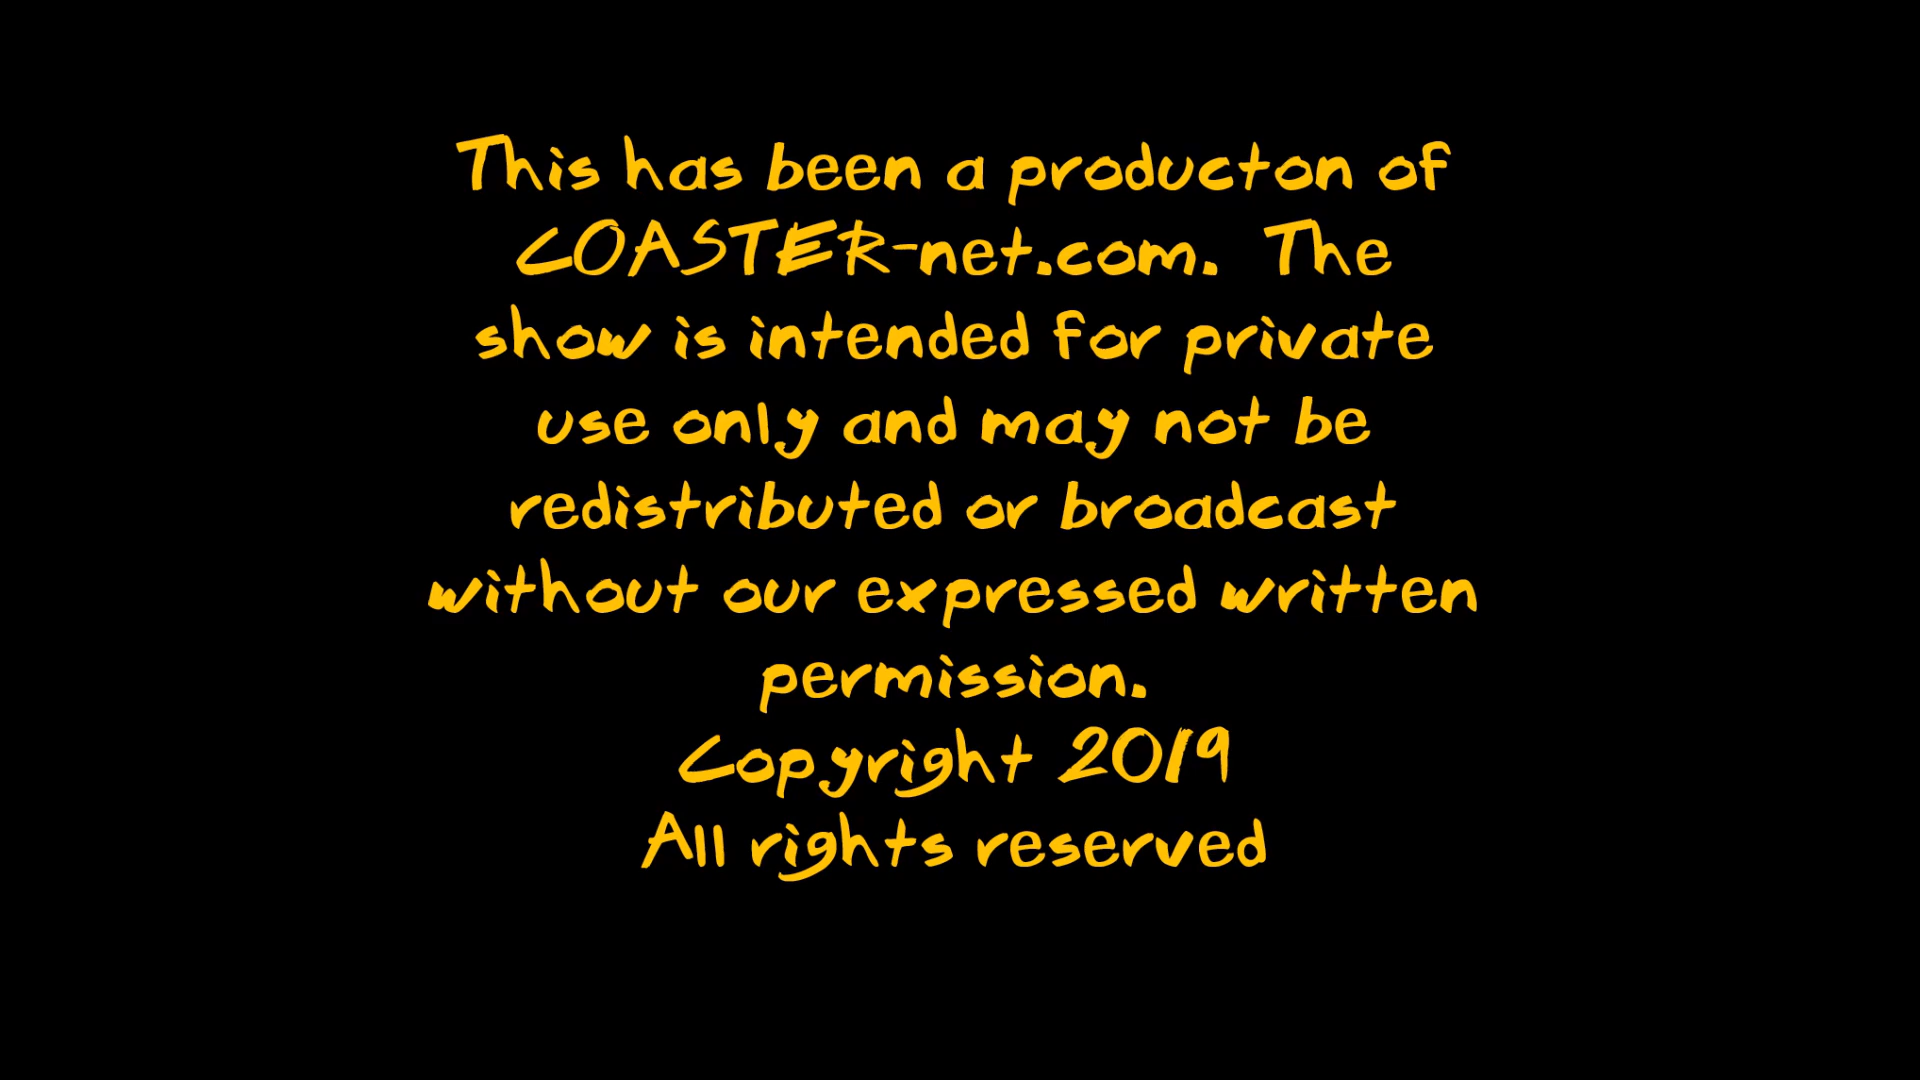 This has been a producton of
COASTER-net.com.  The
show is intended for private
use only and may not be
redistributed or broadcast
without our expressed written
permission.
Copyright 2019
All rights reserved